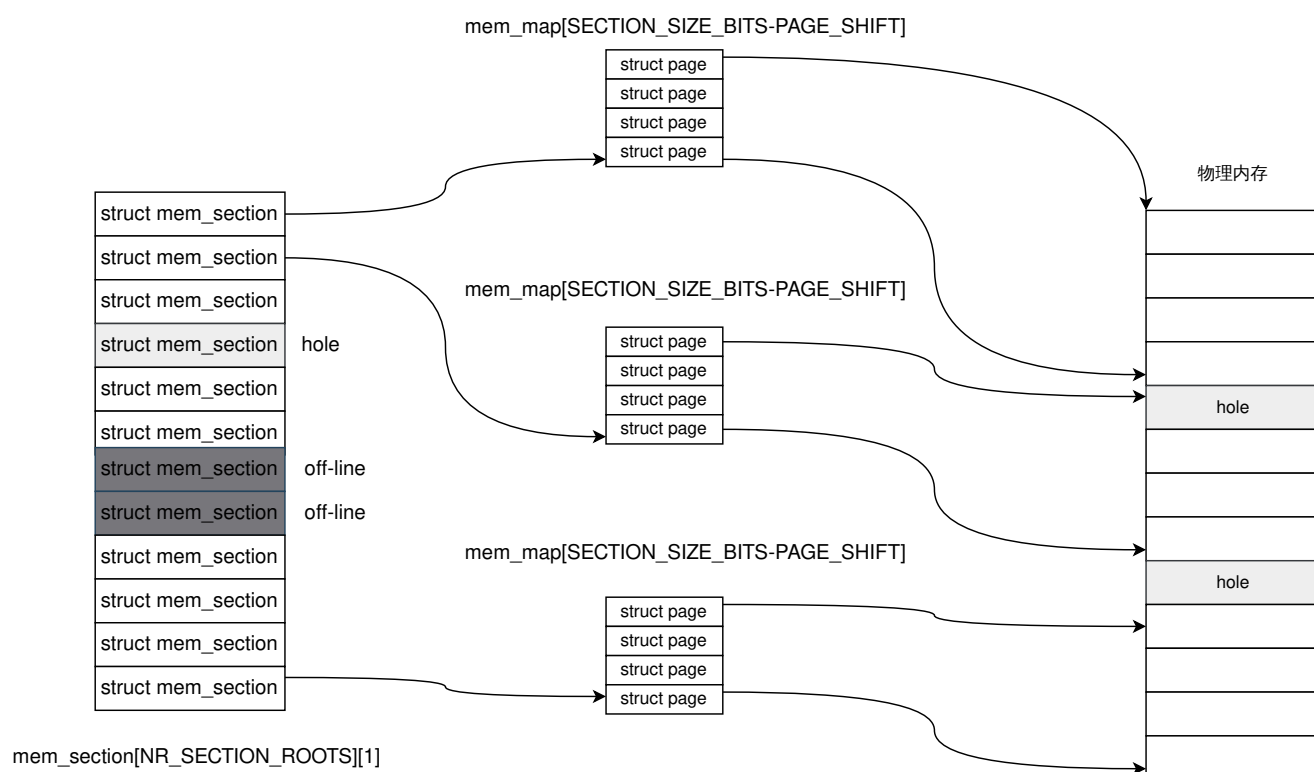 mem_map[SECTION_SIZE_BITS-PAGE_SHIFT]
struct page
struct page
struct page
struct page
物理内存
struct mem_section
struct mem_section
struct mem_section
struct mem_section
hole
struct mem_section
struct mem_section
struct mem_section
off-line
struct mem_section
off-line
struct mem_section
struct mem_section
struct mem_section
struct mem_section
mem_section[NR_SECTION_ROOTS][1]
mem_map[SECTION_SIZE_BITS-PAGE_SHIFT]
struct page
struct page
struct page
struct page
mem_map[SECTION_SIZE_BITS-PAGE_SHIFT]
struct page
struct page
struct page
struct page
hole
hole